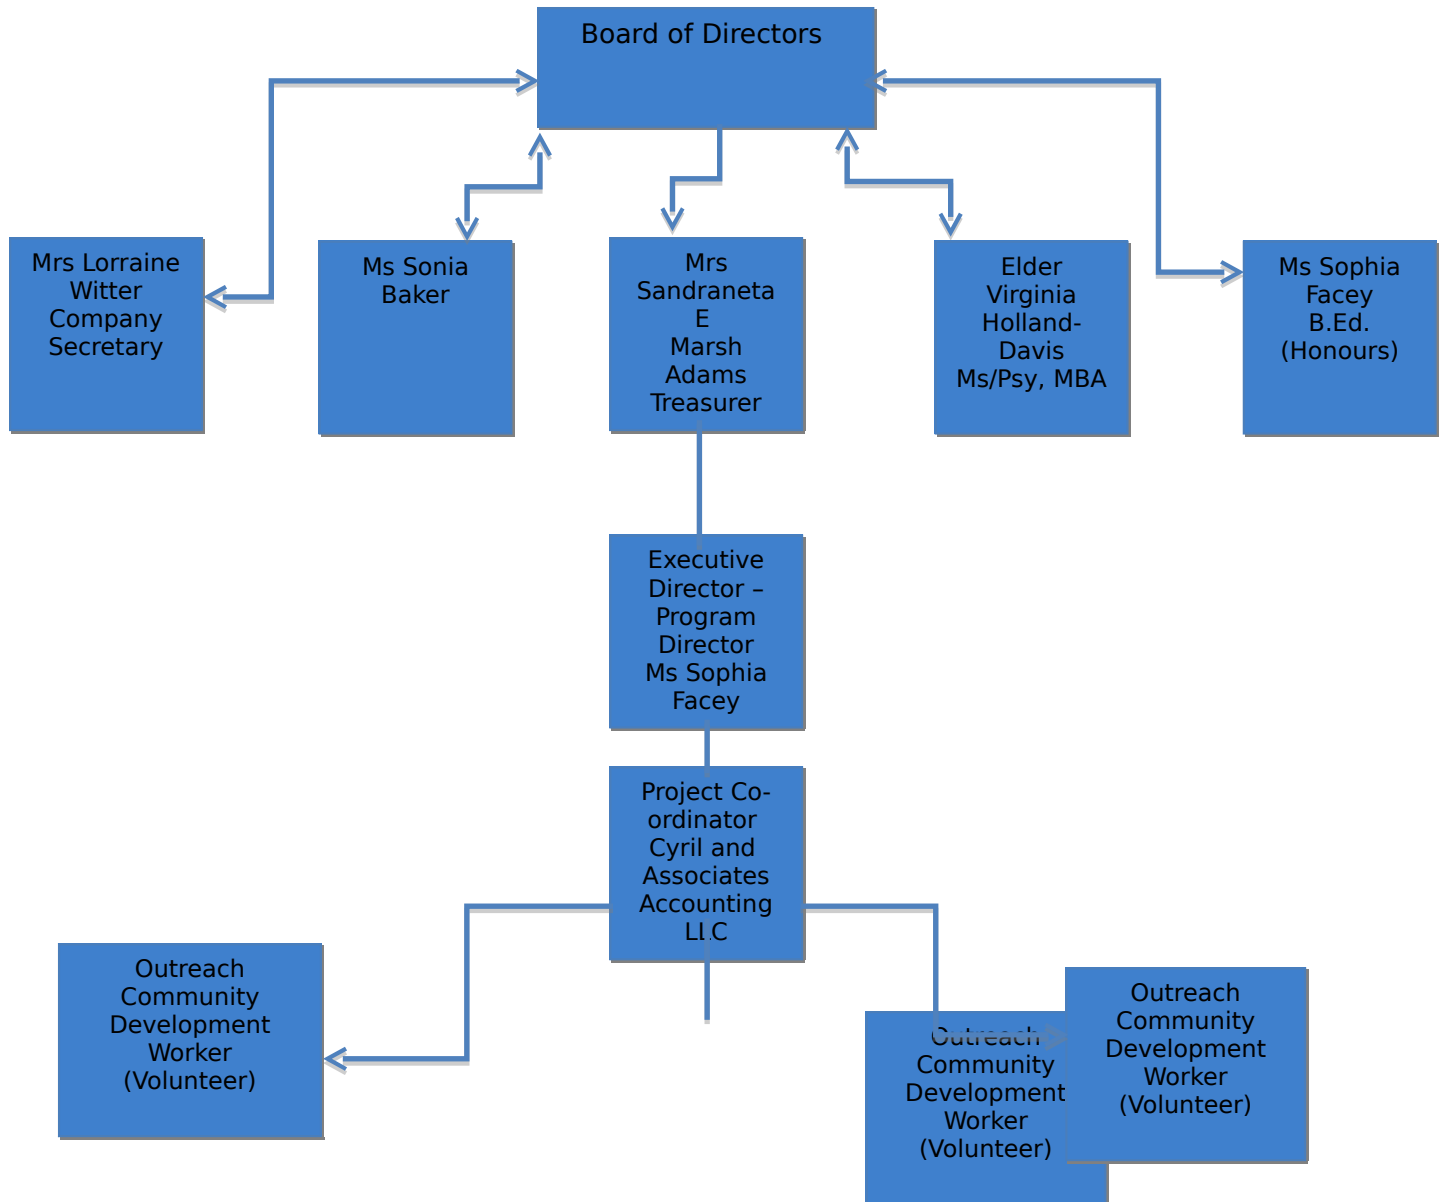 Board of Directors
Mrs Lorraine
Witter
Company
Secretary
Ms Sonia
Baker
Mrs
Sandraneta
E
Marsh
Adams
Treasurer
Elder
Virginia
Holland-
Davis
Ms/Psy, MBA
Ms Sophia
Facey
B.Ed.
(Honours)
Executive
Director –
Program
Director
Ms Sophia
Facey
Project Co-
ordinator
Cyril and
Associates
Accounting
LLC
Outreach
Community
Development
Worker
(Volunteer)
Outreach
Community
Development
Worker
(Volunteer)
Outreach
Community
Development
Worker
(Volunteer)